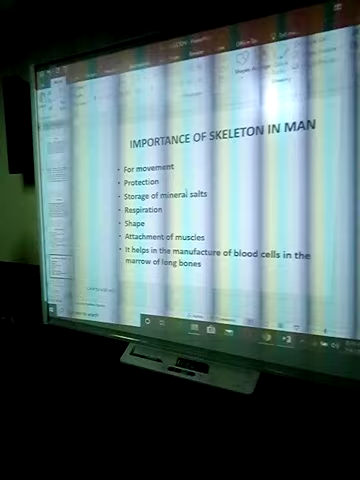 IMPORTANCE OF SKELETON IN MAN
• For movement
• Protection
• Storage of mineral salts
• Respiration
• Shape
• Attachment of muscles
• It helps in the manufacture of blood cells in the
marrow of long bones